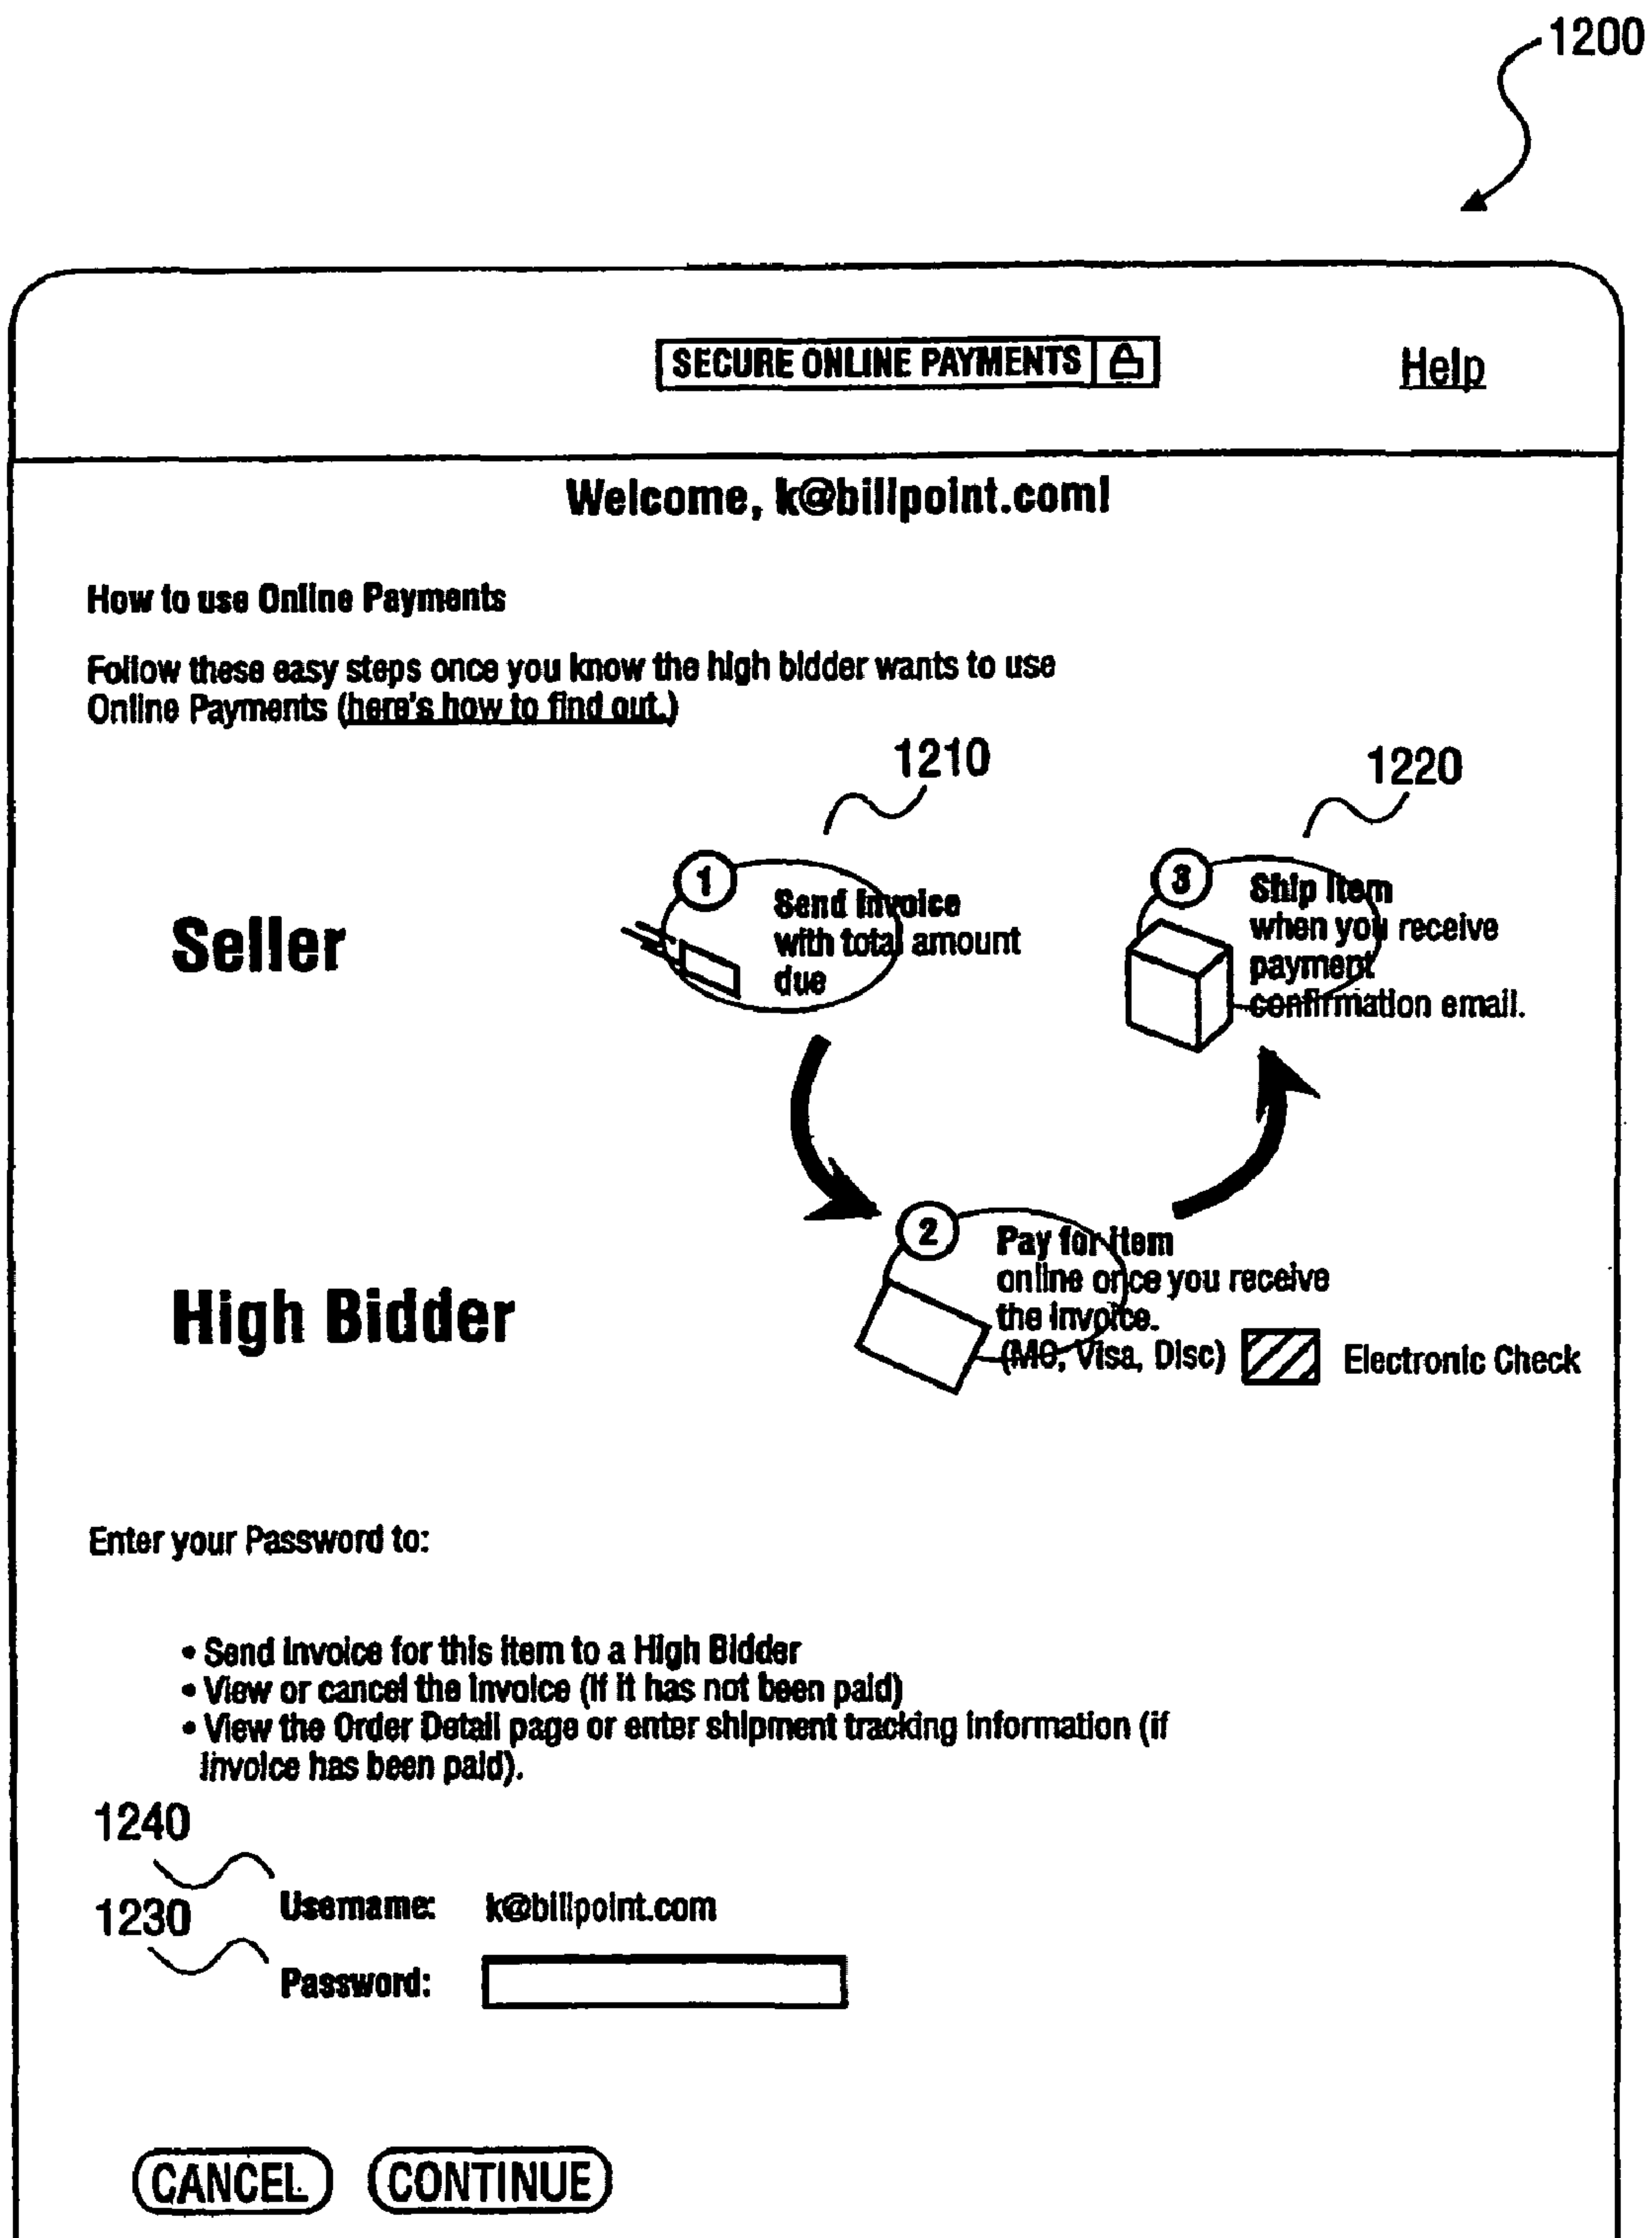 1200
SECURE ONLINE PAYMENTS
Help
Welcome, k@billpoint.com!
How to use Online Payments
Follow these easy steps once you know the high bidder wants to use
Online Payments (here's how to find out.)
1210
1220
Seller
1
Send invoice
with total amount
due
3
Ship item
when you receive
payment
confirmation email.
High Bidder
2
Pay for item
online once you receive
the invoice.
(MC, Visa, Disc)
Electronic Check
Enter your Password to:
• Send invoice for this item to a High Bidder
• View or cancel the invoice (if it has not been paid)
• View the Order Detail page or enter shipment tracking information (if
invoice has been paid).
1240
Username: k@billpoint.com
1230
Password:
CANCEL CONTINUE